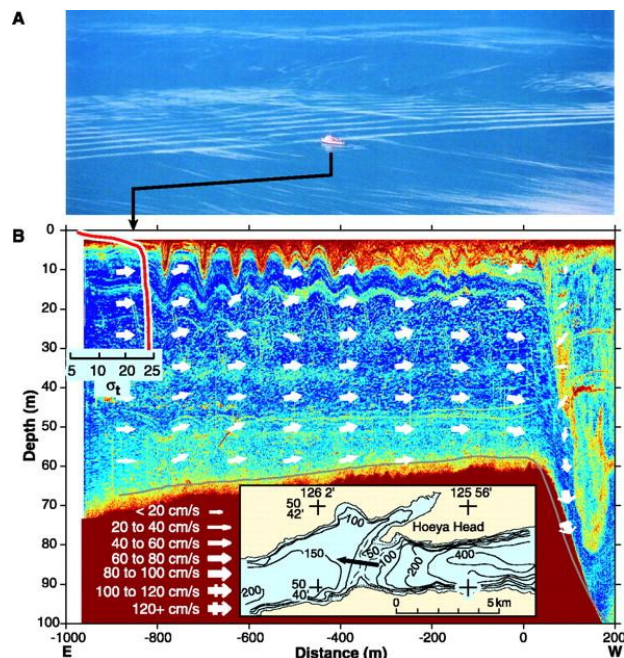 A
B
0
10
20
30
40
50
60
70
80
90
100
Depth (m)
5 15 25
σt
< 20 cm/s
20 to 40 cm/s
40 to 60 cm/s
60 to 80 cm/s
80 to 100 cm/s
100 to 120 cm/s
120+ cm/s
126 2' 125 56'
50
42'
100
Hoeya Head
150
<50
100
200
400
200
50
40'
0 5 km
-1000 -800 -600 -400 -200 0 200
E Distance (m) W